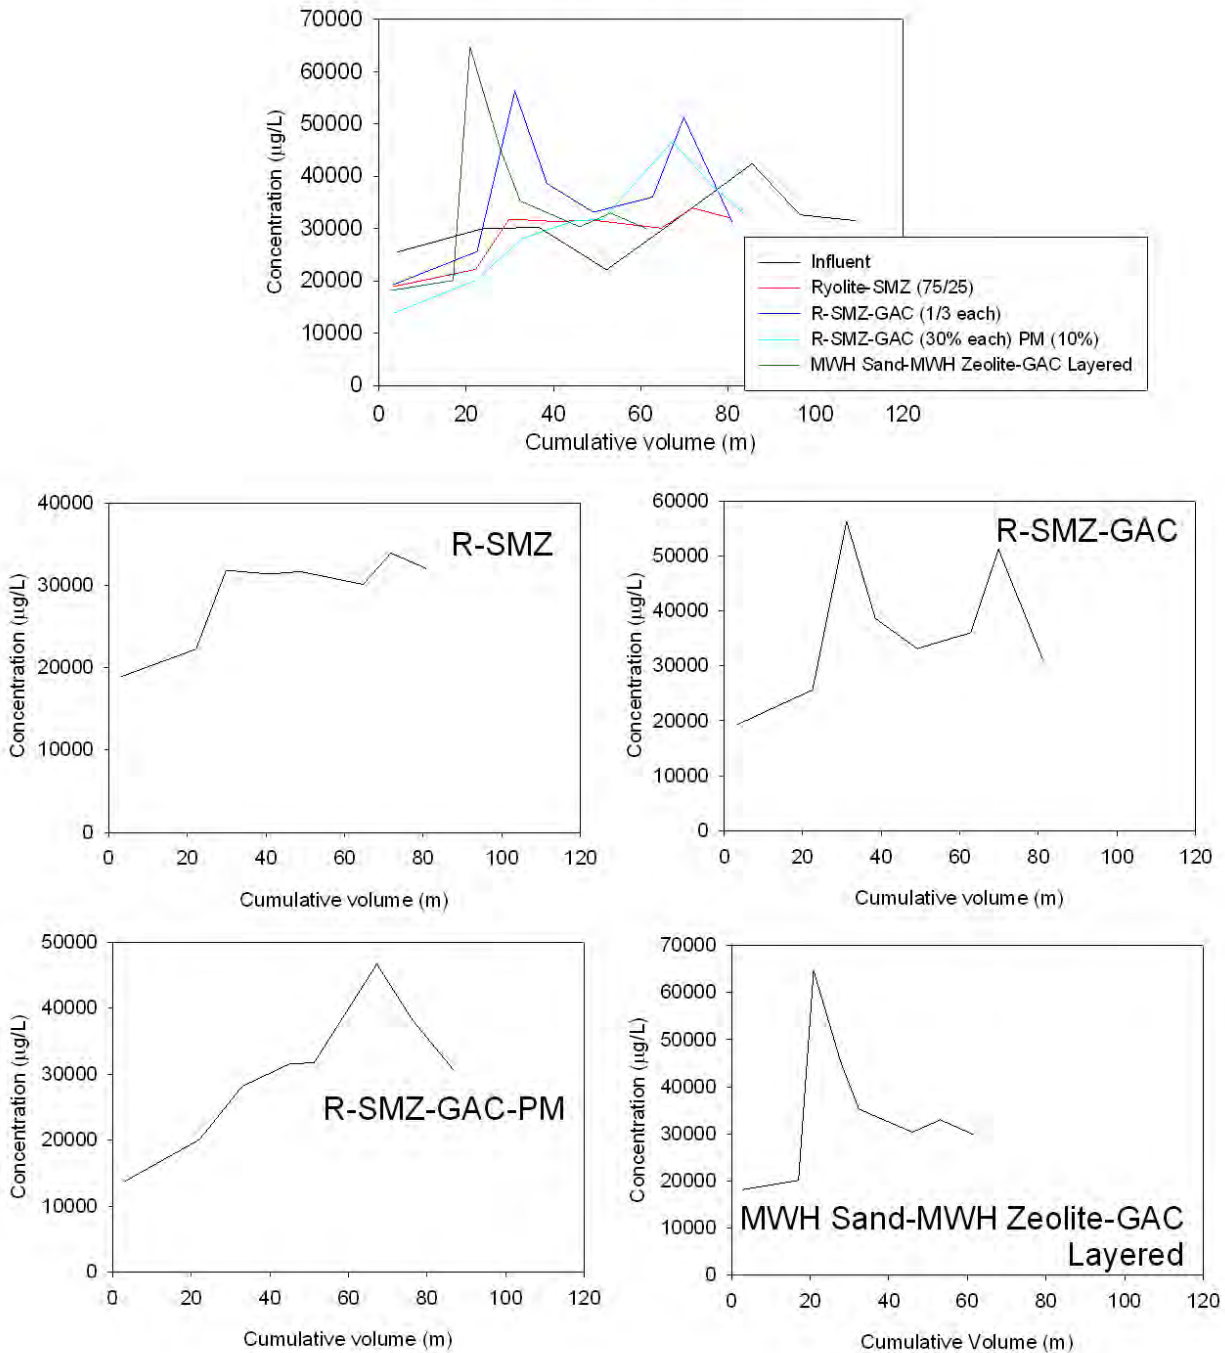 70000
60000
50000
40000
30000
20000
10000
0
Concentration (µg/L)
0 20 40 60 80 100 120
Cumulative volume (m)
Influent
Ryolite-SMZ (75/25)
R-SMZ-GAC (1/3 each)
R-SMZ-GAC (30% each) PM (10%)
MWH Sand-MWH Zeolite-GAC Layered
40000
30000
20000
10000
0
Concentration (µg/L)
R-SMZ
0 20 40 60 80 100 120
Cumulative volume (m)
60000
50000
40000
30000
20000
10000
0
Concentration (µg/L)
R-SMZ-GAC
0 20 40 60 80 100 120
Cumulative volume (m)
50000
40000
30000
20000
10000
0
Concentration (µg/L)
R-SMZ-GAC-PM
0 20 40 60 80 100 120
Cumulative volume (m)
70000
60000
50000
40000
30000
20000
10000
0
Concentration (µg/L)
MWH Sand-MWH Zeolite-GAC
Layered
0 20 40 60 80 100 120
Cumulative Volume (m)